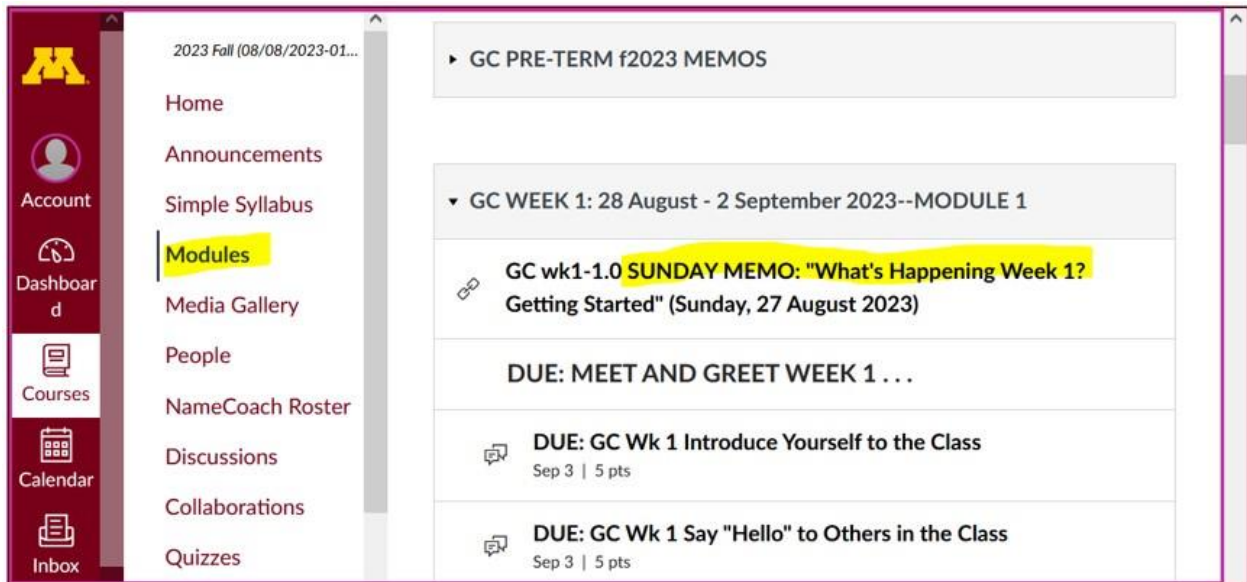 M
Account
Dashboar
d
Courses
Calendar
Inbox
2023 Fall (08/08/2023-01...
Home
Announcements
Simple Syllabus
Modules
Media Gallery
People
NameCoach Roster
Discussions
Collaborations
Quizzes
GC PRE-TERM f2023 MEMOS
GC WEEK 1: 28 August - 2 September 2023--MODULE 1
GC wk1-1.0 SUNDAY MEMO: "What's Happening Week 1?
Getting Started" (Sunday, 27 August 2023)
DUE: MEET AND GREET WEEK 1 . . .
DUE: GC Wk 1 Introduce Yourself to the Class
Sep 3 | 5 pts
DUE: GC Wk 1 Say "Hello" to Others in the Class
Sep 3 | 5 pts